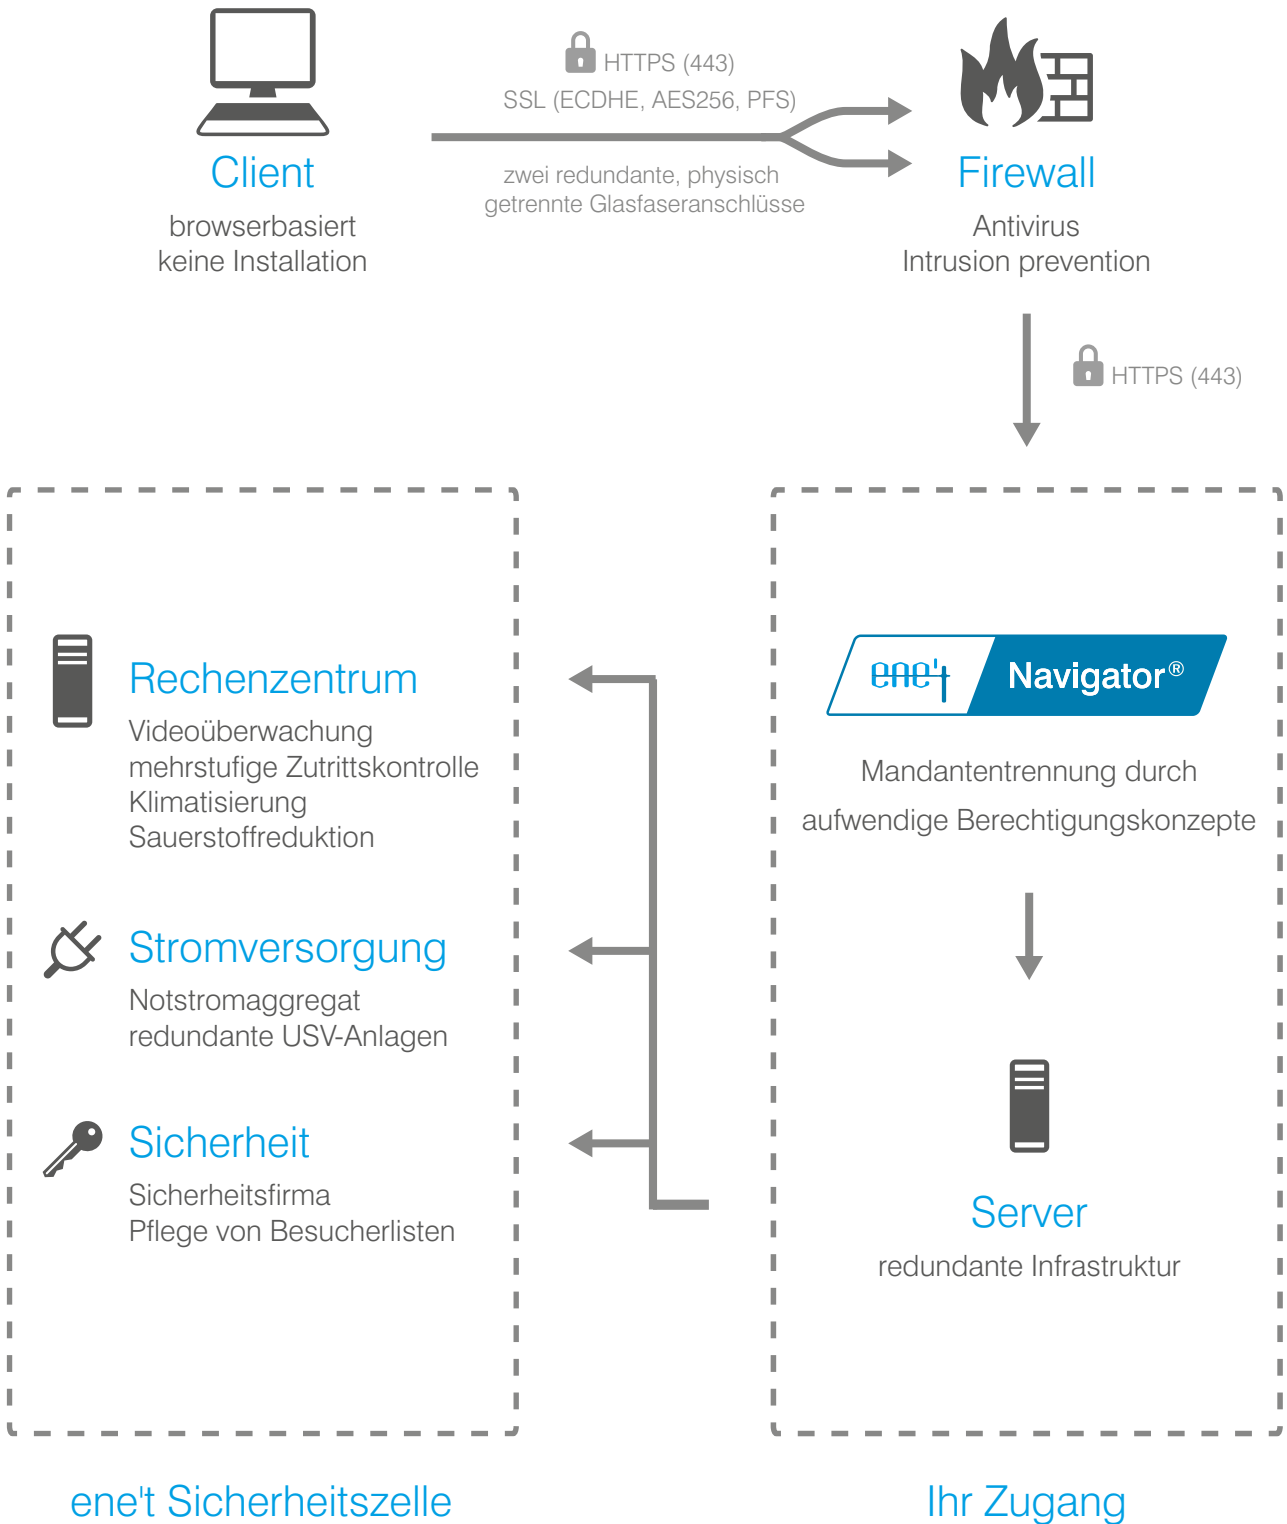 HTTPS (443)
SSL (ECDHE, AES256, PFS)
Client
browserbasiert
keine Installation
zwei redundante, physisch
getrennte Glasfaseranschlüsse
Firewall
Antivirus
Intrusion prevention
HTTPS (443)
Rechenzentrum
Videoüberwachung
mehrstufige Zutrittskontrolle
Klimatisierung
Sauerstoffreduktion
Stromversorgung
Notstromaggregat
redundante USV-Anlagen
Sicherheit
Sicherheitsfirma
Pflege von Besucherlisten
ene't Navigator®
Mandantentrennung durch
aufwendige Berechtigungskonzepte
Server
redundante Infrastruktur
ene't Sicherheitszelle
Ihr Zugang